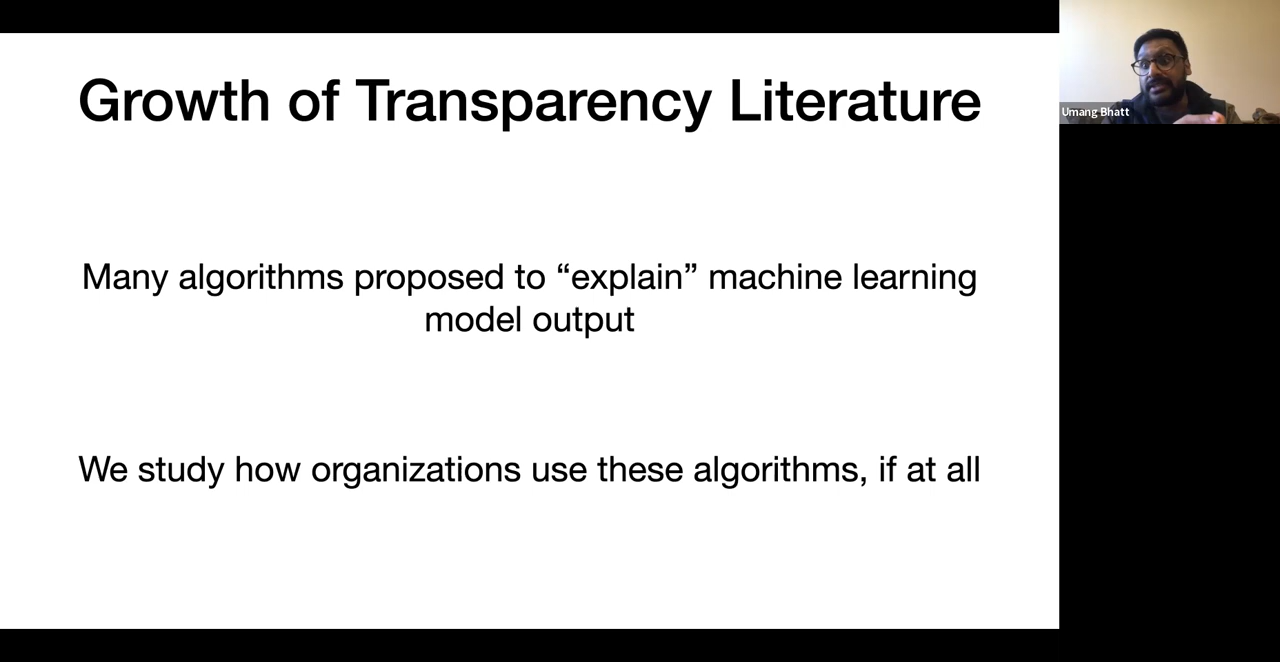 Growth of Transparency Literature
Umang Bhatt
Many algorithms proposed to “explain” machine learning
model output
We study how organizations use these algorithms, if at all